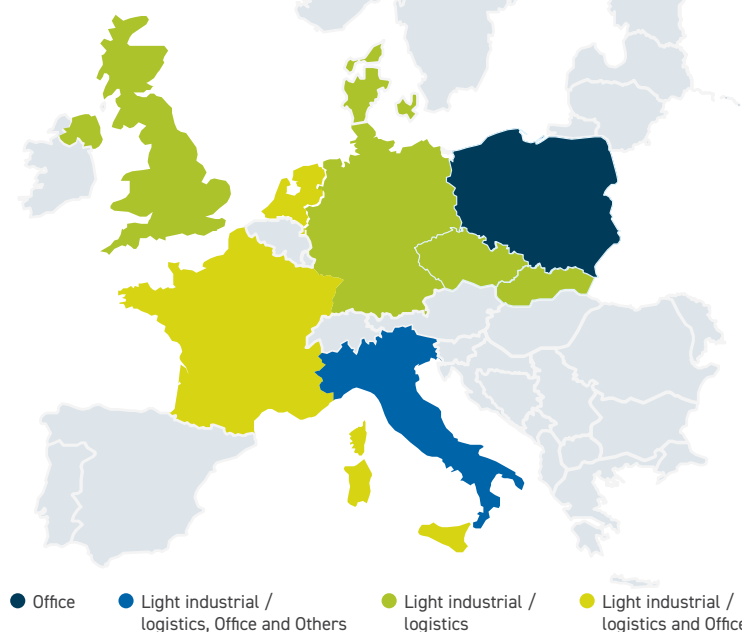 Office
Light industrial /
logistics, Office and Others
Light industrial /
logistics
Light industrial /
logistics and Office